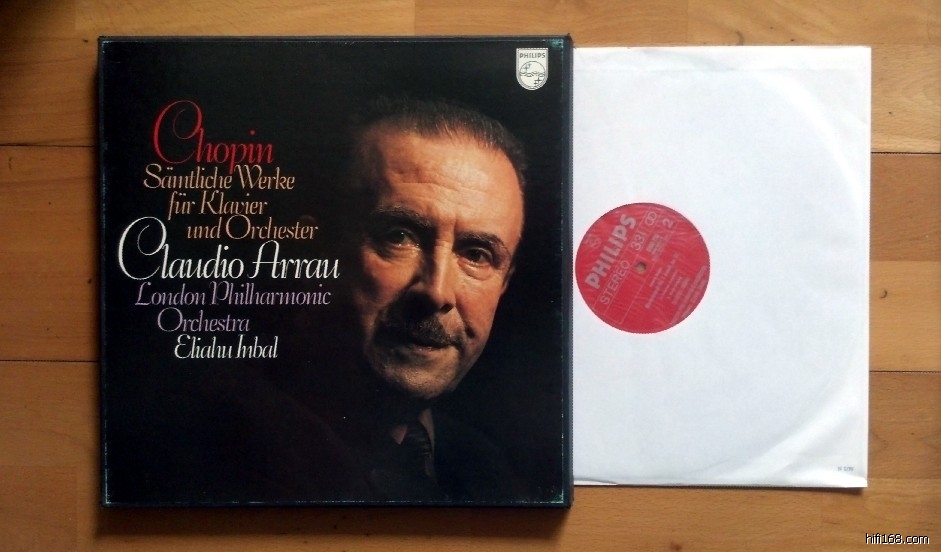 PHILIPS
Chopin
Sämtliche Werke
für Klavier
und Orchester
Claudio Arrau
London Philharmonic
Orchestra
Eliahu Inbal
PHILIPS
STEREO 33
2
hifi168.com